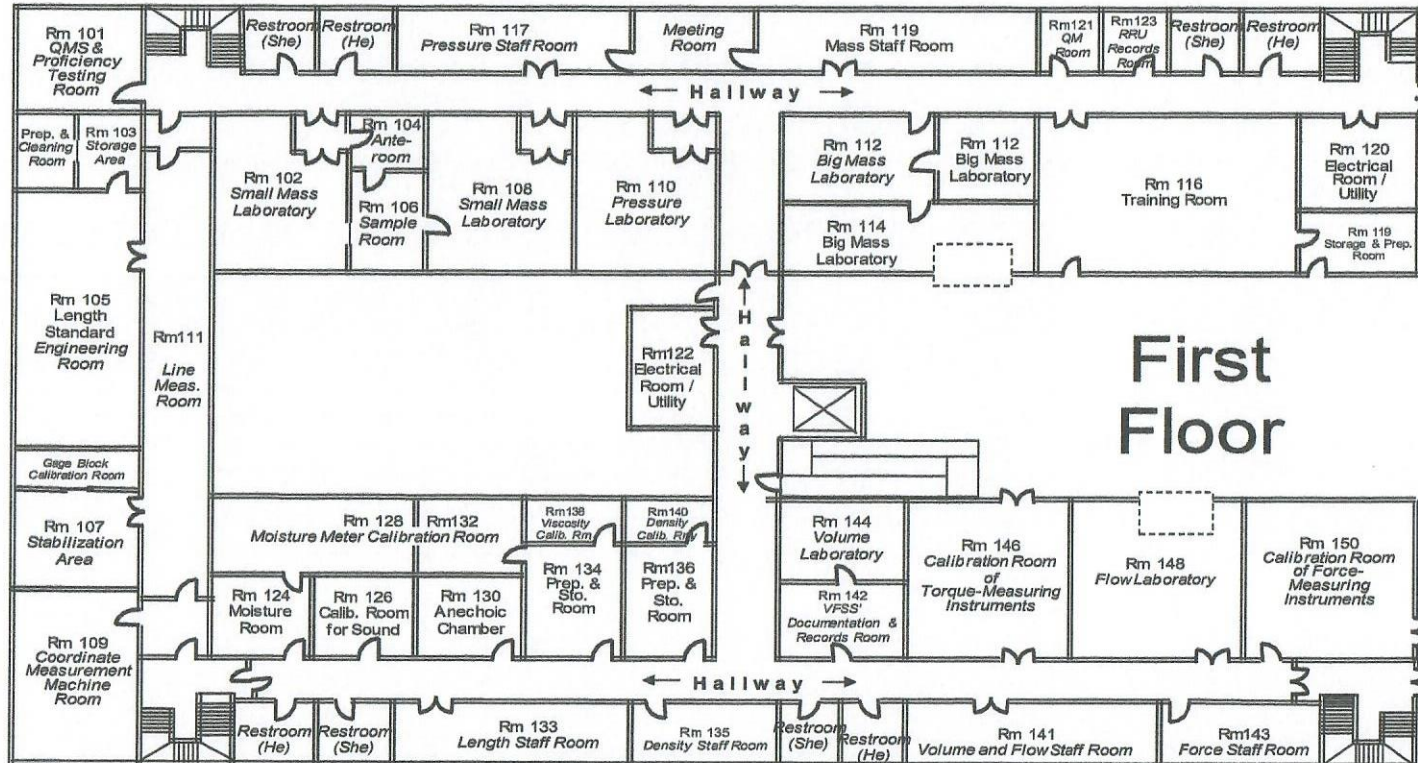 Rm 101
QMS &
Proficiency
Testing
Room
Restroom
(She)
Restroom
(He)
Rm 117
Pressure Staff Room
Meeting
Room
Rm 119
Mass Staff Room
Rm121
QM
Room
Rm123
RRU
Records
Room
Restroom
(She)
Restroom
(He)
Hallway
Prep. &
Cleaning
Room
Rm 103
Storage
Area
Rm 102
Small Mass
Laboratory
Rm 104
Ante-
room
Rm 106
Sample
Room
Rm 108
Small Mass
Laboratory
Rm 110
Pressure
Laboratory
Rm 112
Big Mass
Laboratory
Rm 112
Big Mass
Laboratory
Rm 114
Big Mass
Laboratory
Rm 116
Training Room
Rm 120
Electrical
Room /
Utility
Rm 119
Storage & Prep.
Room
Rm 105
Length
Standard
Engineering
Room
Rm111
Line
Meas.
Room
Rm122
Electrical
Room /
Utility
Hallway
First
Floor
Gage Block
Calibration Room
Rm 107
Stabilization
Area
Rm 128
Moisture Meter Calibration Room
Rm132
Rm138
Viscosity
Calib. Rm
Rm140
Density
Calib. Rm
Rm 134
Prep. &
Sto.
Room
Rm136
Prep. &
Sto.
Room
Rm 144
Volume
Laboratory
Rm 142
VFSS'
Documentation &
Records Room
Rm 146
Calibration Room
of
Torque-Measuring
Instruments
Rm 148
Flow Laboratory
Rm 150
Calibration Room
of Force-
Measuring
Instruments
Rm 124
Moisture
Room
Rm 126
Calib. Room
for Sound
Rm 130
Anechoic
Chamber
Rm 109
Coordinate
Measurement
Machine
Room
Hallway
Restroom
(He)
Restroom
(She)
Rm 133
Length Staff Room
Rm 135
Density Staff Room
Restroom
(She)
Restroom
(He)
Rm 141
Volume and Flow Staff Room
Rm143
Force Staff Room